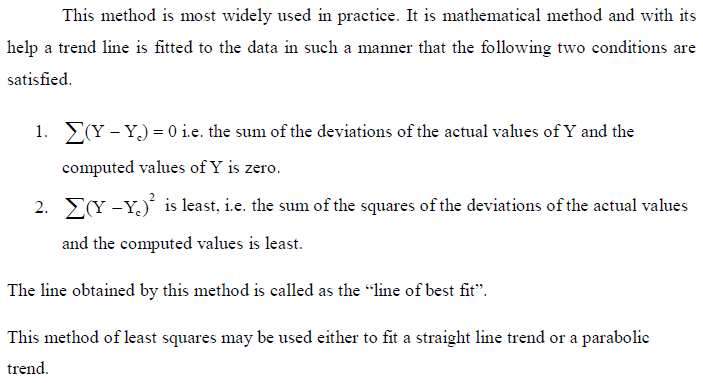 This method is most widely used in practice. It is mathematical method and with its
help a trend line is fitted to the data in such a manner that the following two conditions are
satisfied.
1. ∑(Y – Y꜀) = 0 i.e. the sum of the deviations of the actual values of Y and the
computed values of Y is zero.
2. ∑(Y –Y꜀)² is least, i.e. the sum of the squares of the deviations of the actual values
and the computed values is least.
The line obtained by this method is called as the “line of best fit”.
This method of least squares may be used either to fit a straight line trend or a parabolic
trend.